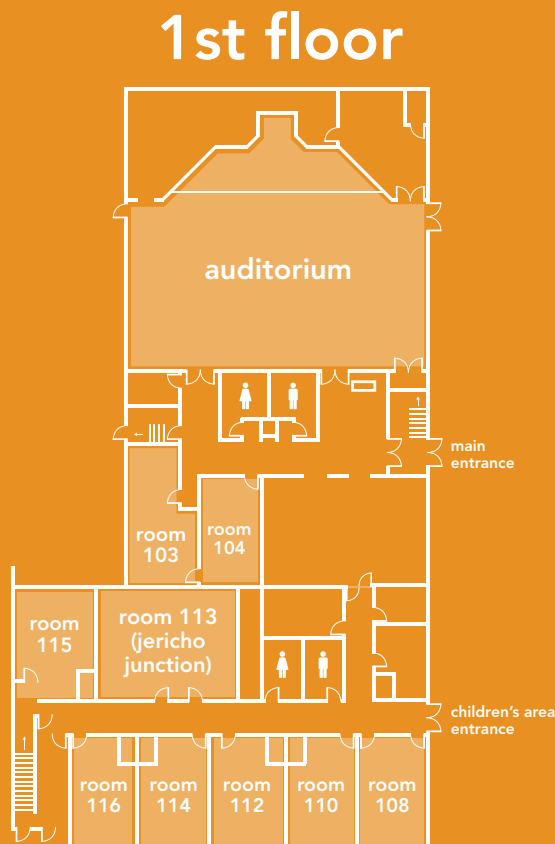 1st floor
auditorium
main
entrance
room
103
room
104
room
115
room 113
(jericho
junction)
children's area
entrance
room
116
room
114
room
112
room
110
room
108